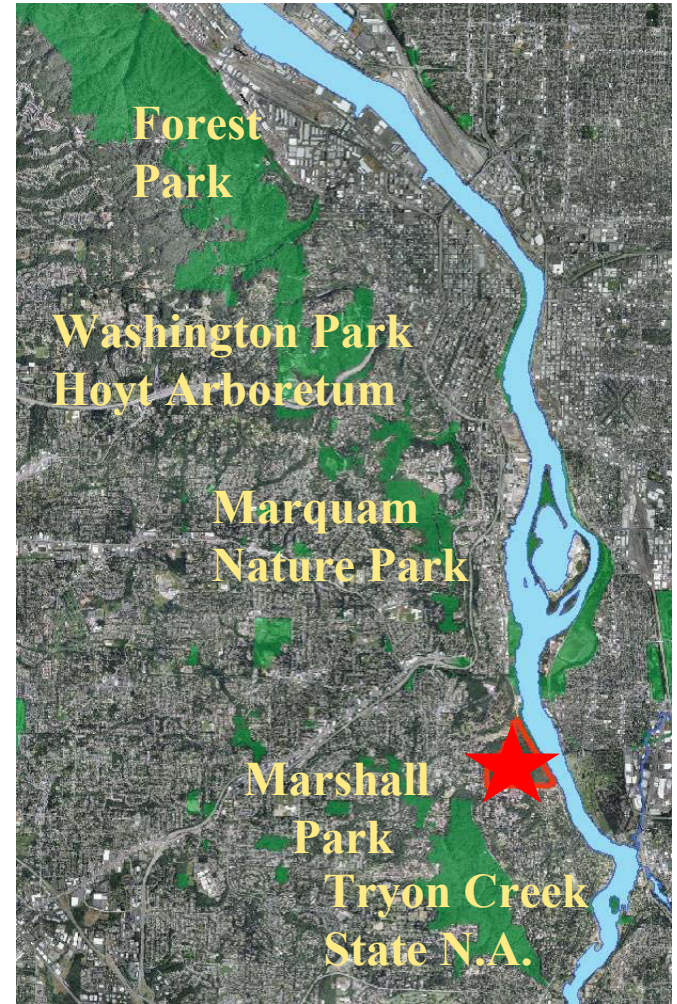 Forest
Park
Washington Park
Hoyt Arboretum
Marquam
Nature Park
Marshall
Park
Tryon Creek
State N.A.